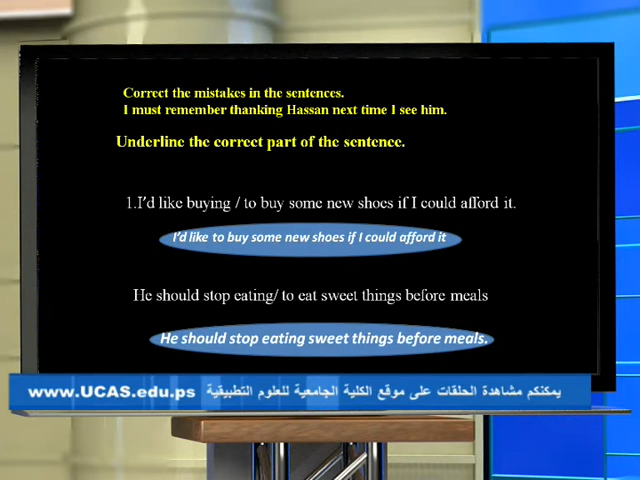 Correct the mistakes in the sentences.
I must remember thanking Hassan next time I see him.
Underline the correct part of the sentence.
1.I'd like buying / to buy some new shoes if I could afford it.
I'd like to buy some new shoes if I could afford it
He should stop eating/ to eat sweet things before meals
He should stop eating sweet things before meals.
www.UCAS.edu.ps يمكنكم مشاهدة الحلقات على موقع الكلية الجامعية للعلوم التطبيقية